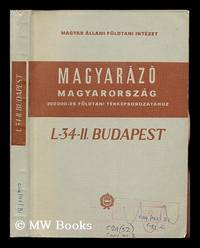 MAGYAR ÁLLAMI FÖLDTANI INTÉZET
MAGYARÁZÓ
MAGYARORSZÁG
200000-ES FÖLDTANI TÉRKÉPSOROZATÁHOZ
L-34-II. BUDAPEST
L-34-II. BUDAPEST
© MW Books